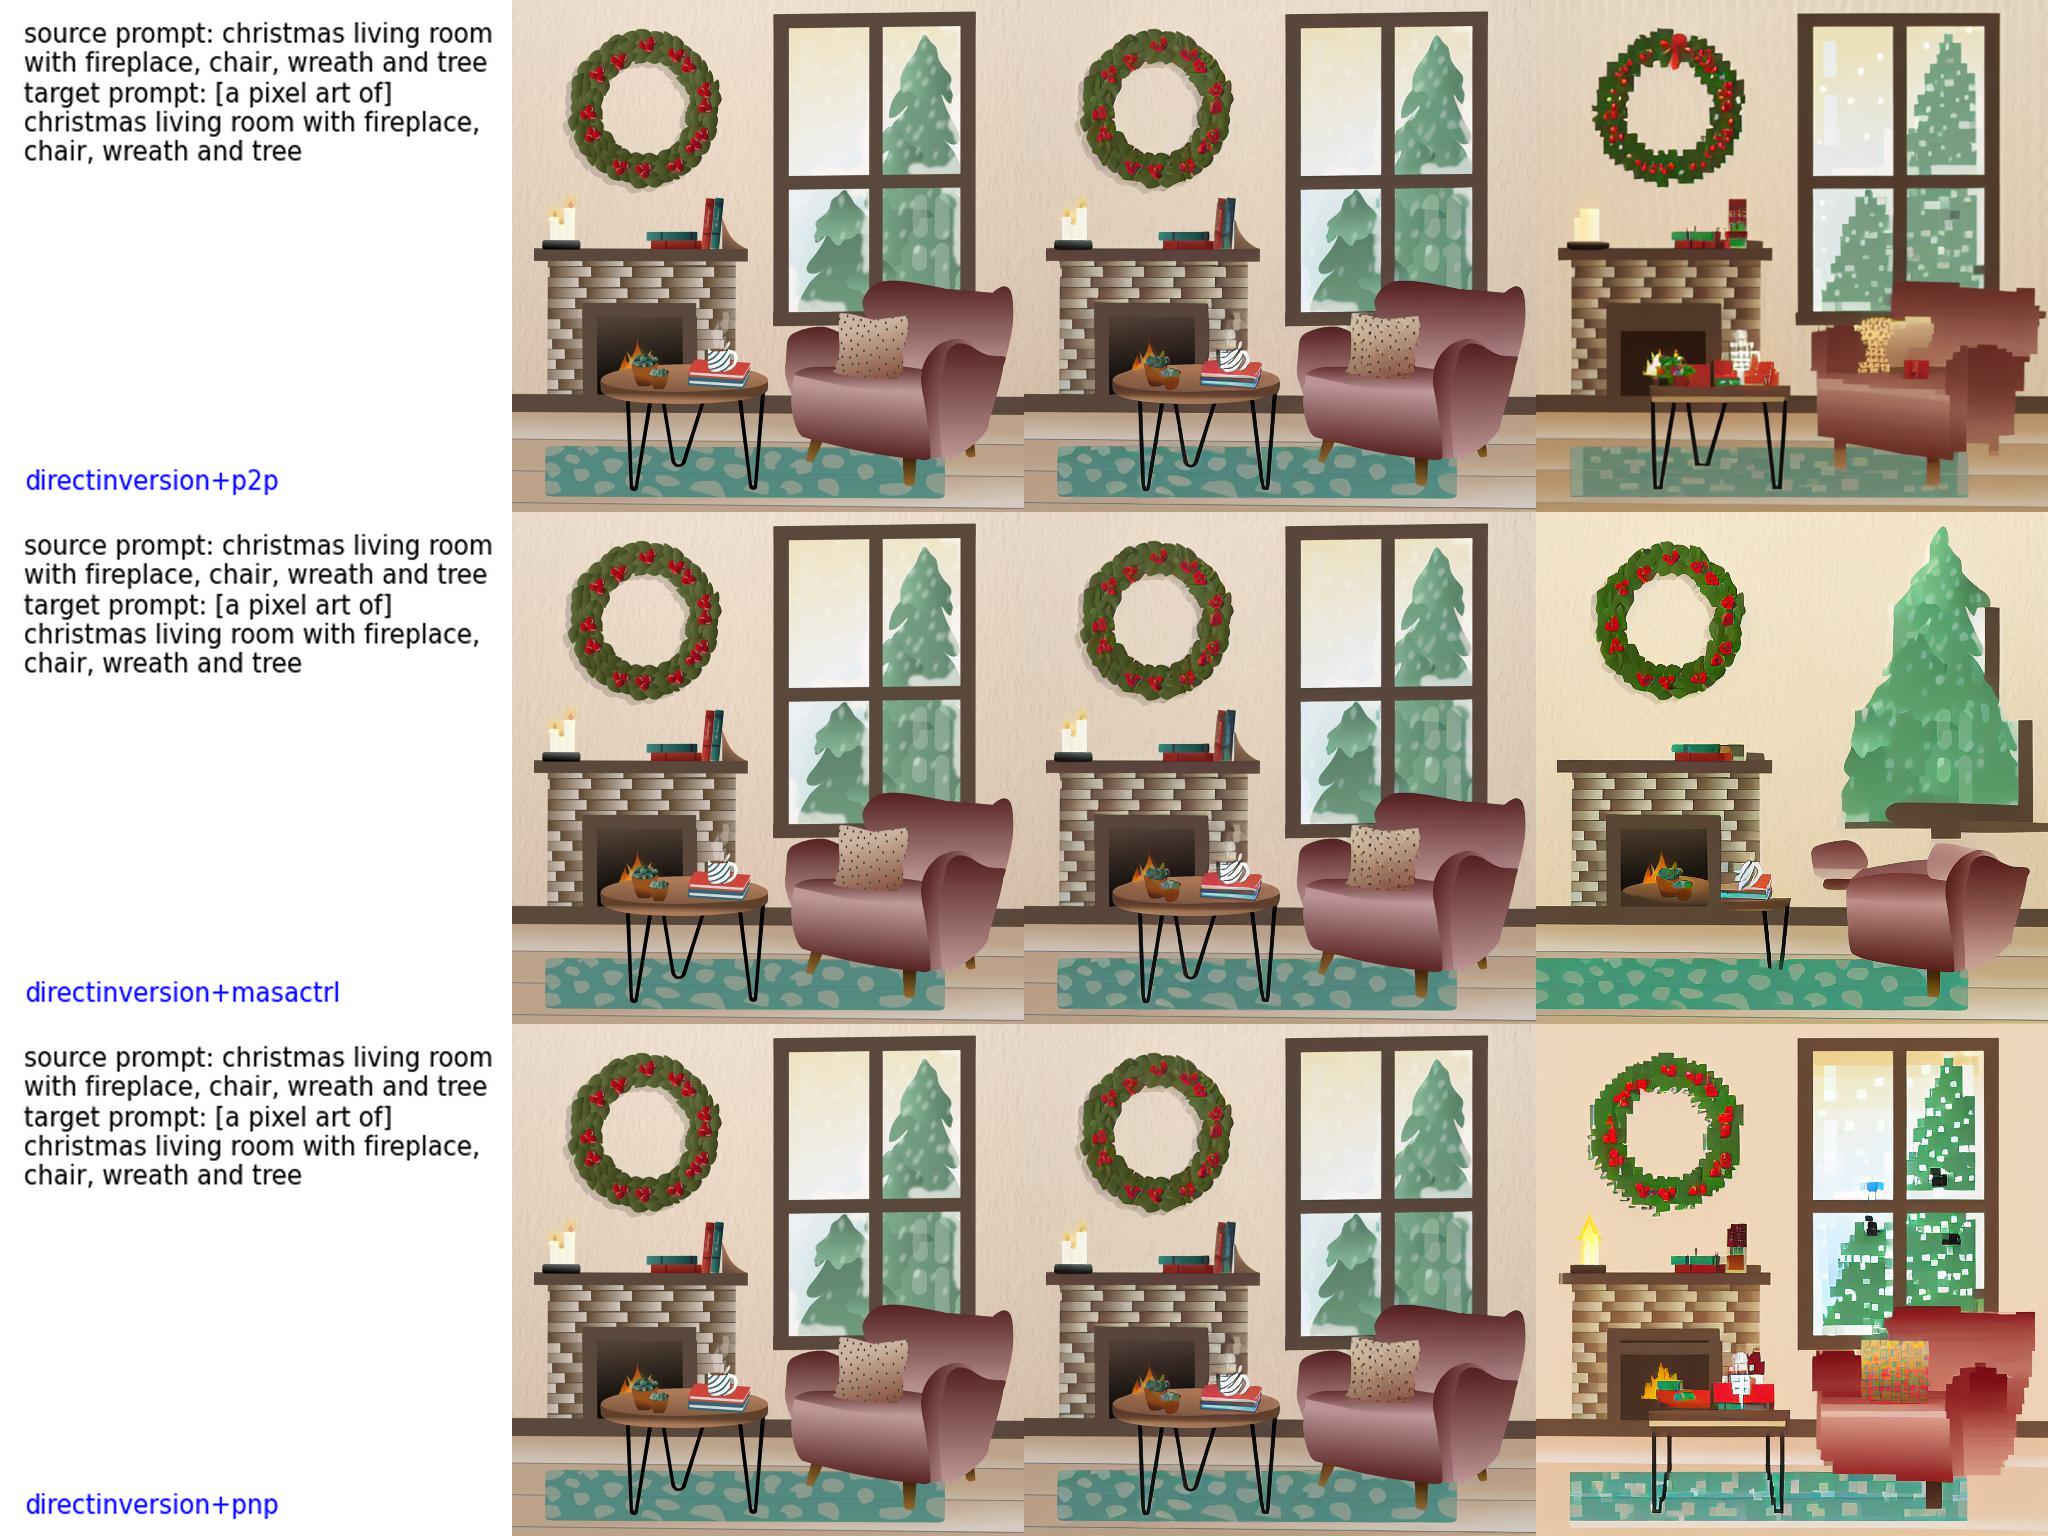 source prompt: christmas living room
with fireplace, chair, wreath and tree
target prompt: [a pixel art of]
christmas living room with fireplace,
chair, wreath and tree
directinversion+p2p
source prompt: christmas living room
with fireplace, chair, wreath and tree
target prompt: [a pixel art of]
christmas living room with fireplace,
chair, wreath and tree
directinversion+masactrl
source prompt: christmas living room
with fireplace, chair, wreath and tree
target prompt: [a pixel art of]
christmas living room with fireplace,
chair, wreath and tree
directinversion+pnp